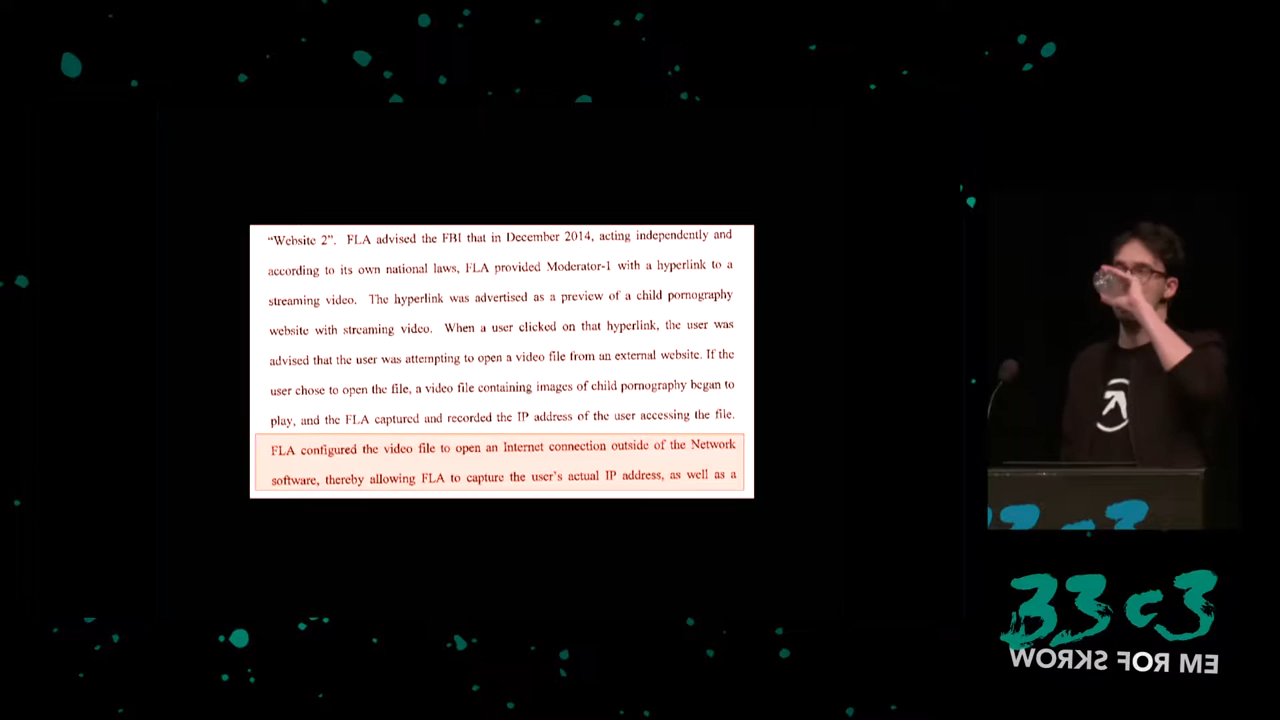 “Website 2”. FLA advised the FBI that in December 2014, acting independently and
according to its own national laws, FLA provided Moderator-1 with a hyperlink to a
streaming video. The hyperlink was advertised as a preview of a child pornography
website with streaming video. When a user clicked on that hyperlink, the user was
advised that the user was attempting to open a video file from an external website. If the
user chose to open the file, a video file containing images of child pornography began to
play, and the FLA captured and recorded the IP address of the user accessing the file.
FLA configured the video file to open an Internet connection outside of the Network
software, thereby allowing FLA to capture the user’s actual IP address, as well as a
33c3
WORKS FOR ME